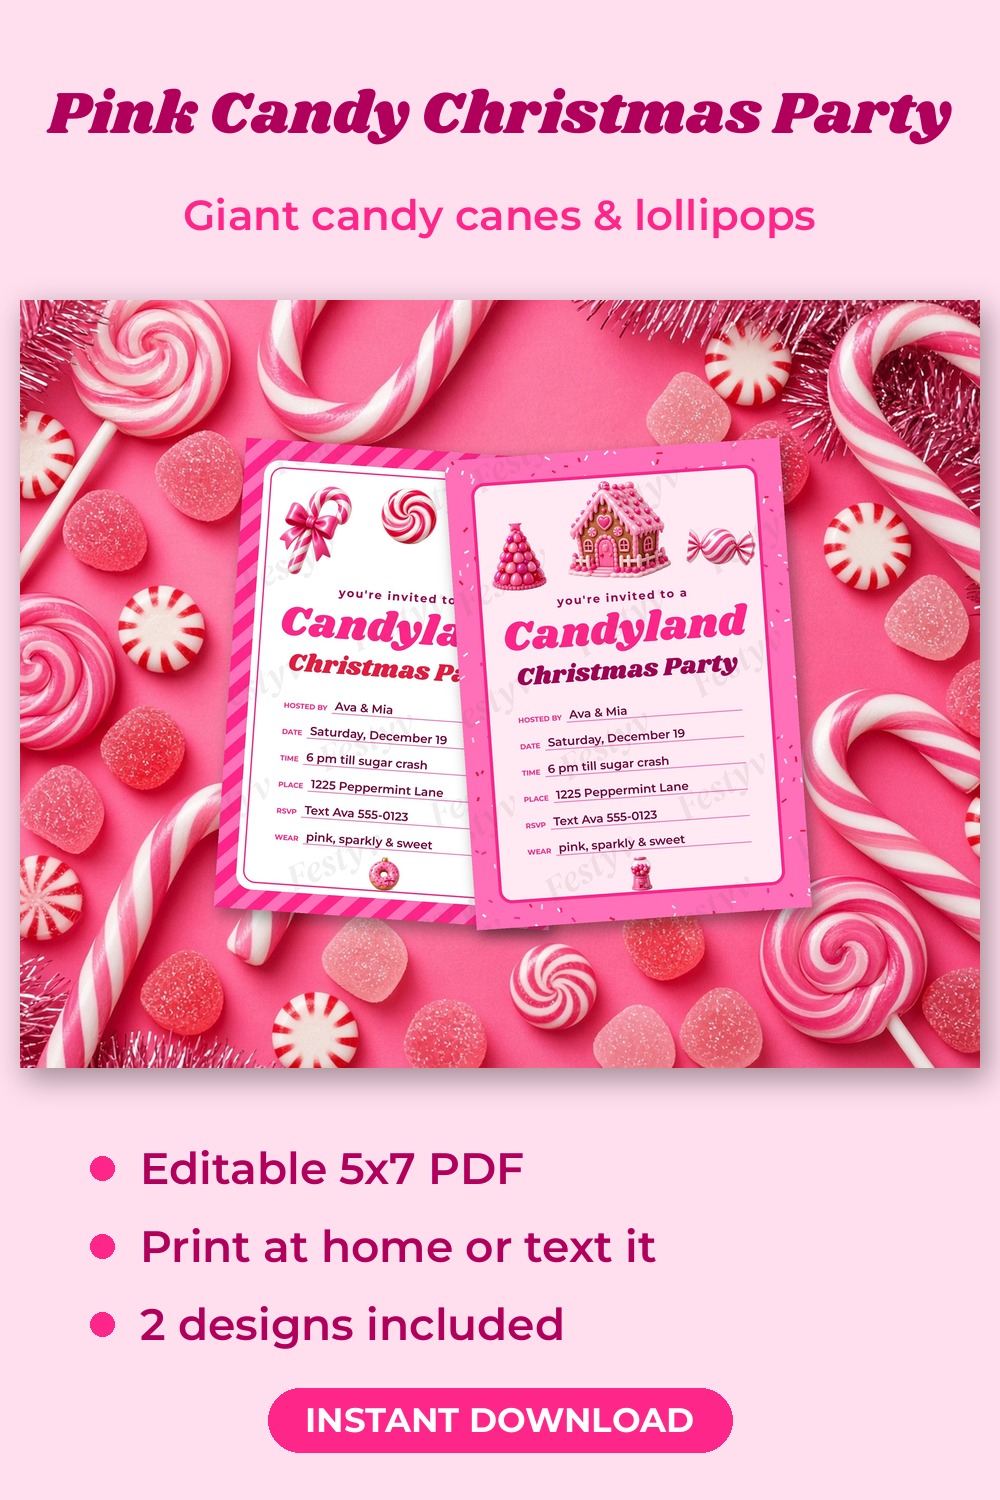 Pink Candy Christmas Party
Giant candy canes & lollipops
you're invited to
Christmas
HOSTED BY Ava & Mia
DATE Saturday, December 19
TIME 6 pm till sugar crash
PLACE 1225 Peppermint Lane
RSVP Text Ava 555-0123
WEAR pink, sparkly & sweet
you're invited to a
Candyland
Christmas Party
HOSTED BY Ava & Mia
DATE Saturday, December 19
TIME 6 pm till sugar crash
PLACE 1225 Peppermint Lane
RSVP Text Ava 555-0123
WEAR pink, sparkly & sweet
Editable 5x7 PDF
Print at home or text it
2 designs included
INSTANT DOWNLOAD